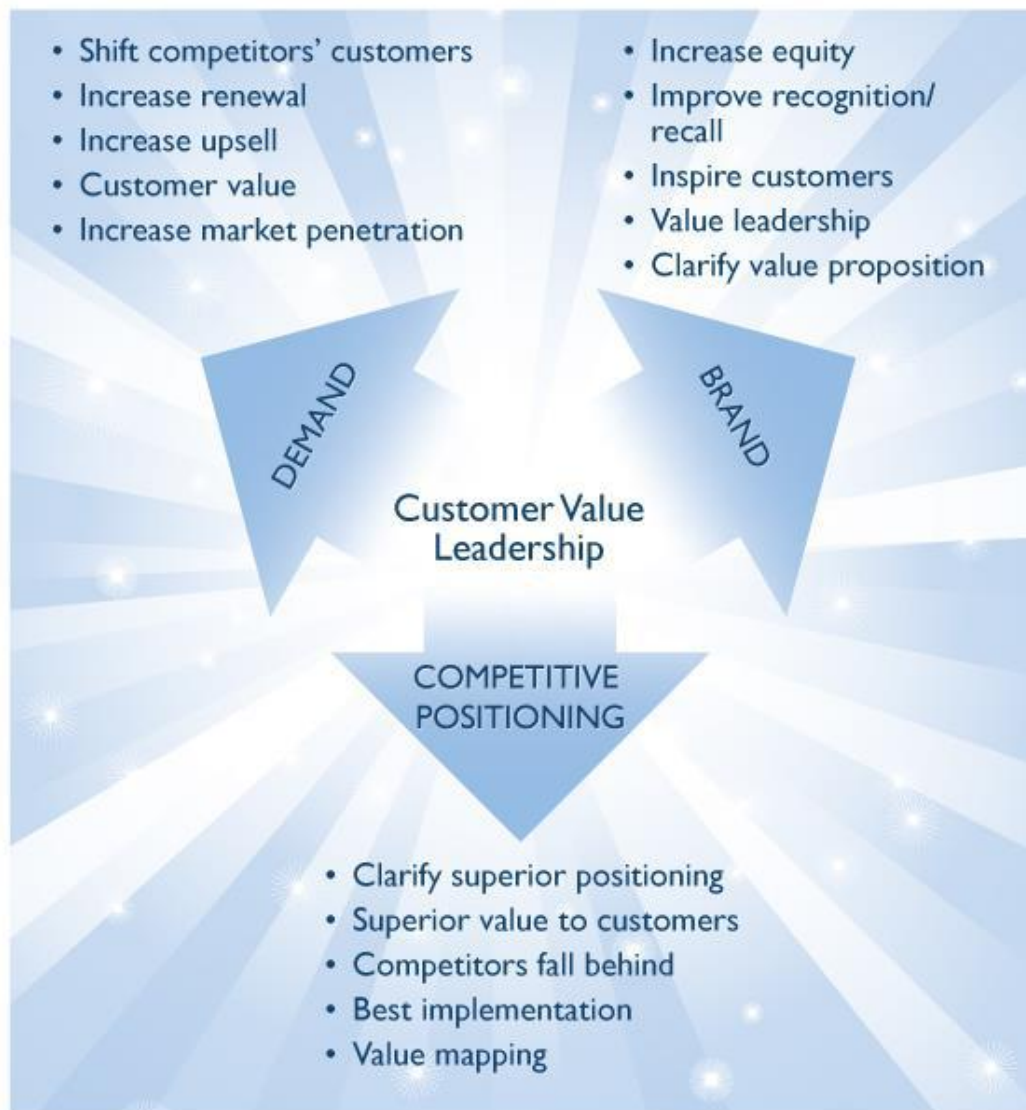 • Shift competitors’ customers
• Increase renewal
• Increase upsell
• Customer value
• Increase market penetration
• Increase equity
• Improve recognition/
recall
• Inspire customers
• Value leadership
• Clarify value proposition
DEMAND
BRAND
Customer Value
Leadership
COMPETITIVE
POSITIONING
• Clarify superior positioning
• Superior value to customers
• Competitors fall behind
• Best implementation
• Value mapping